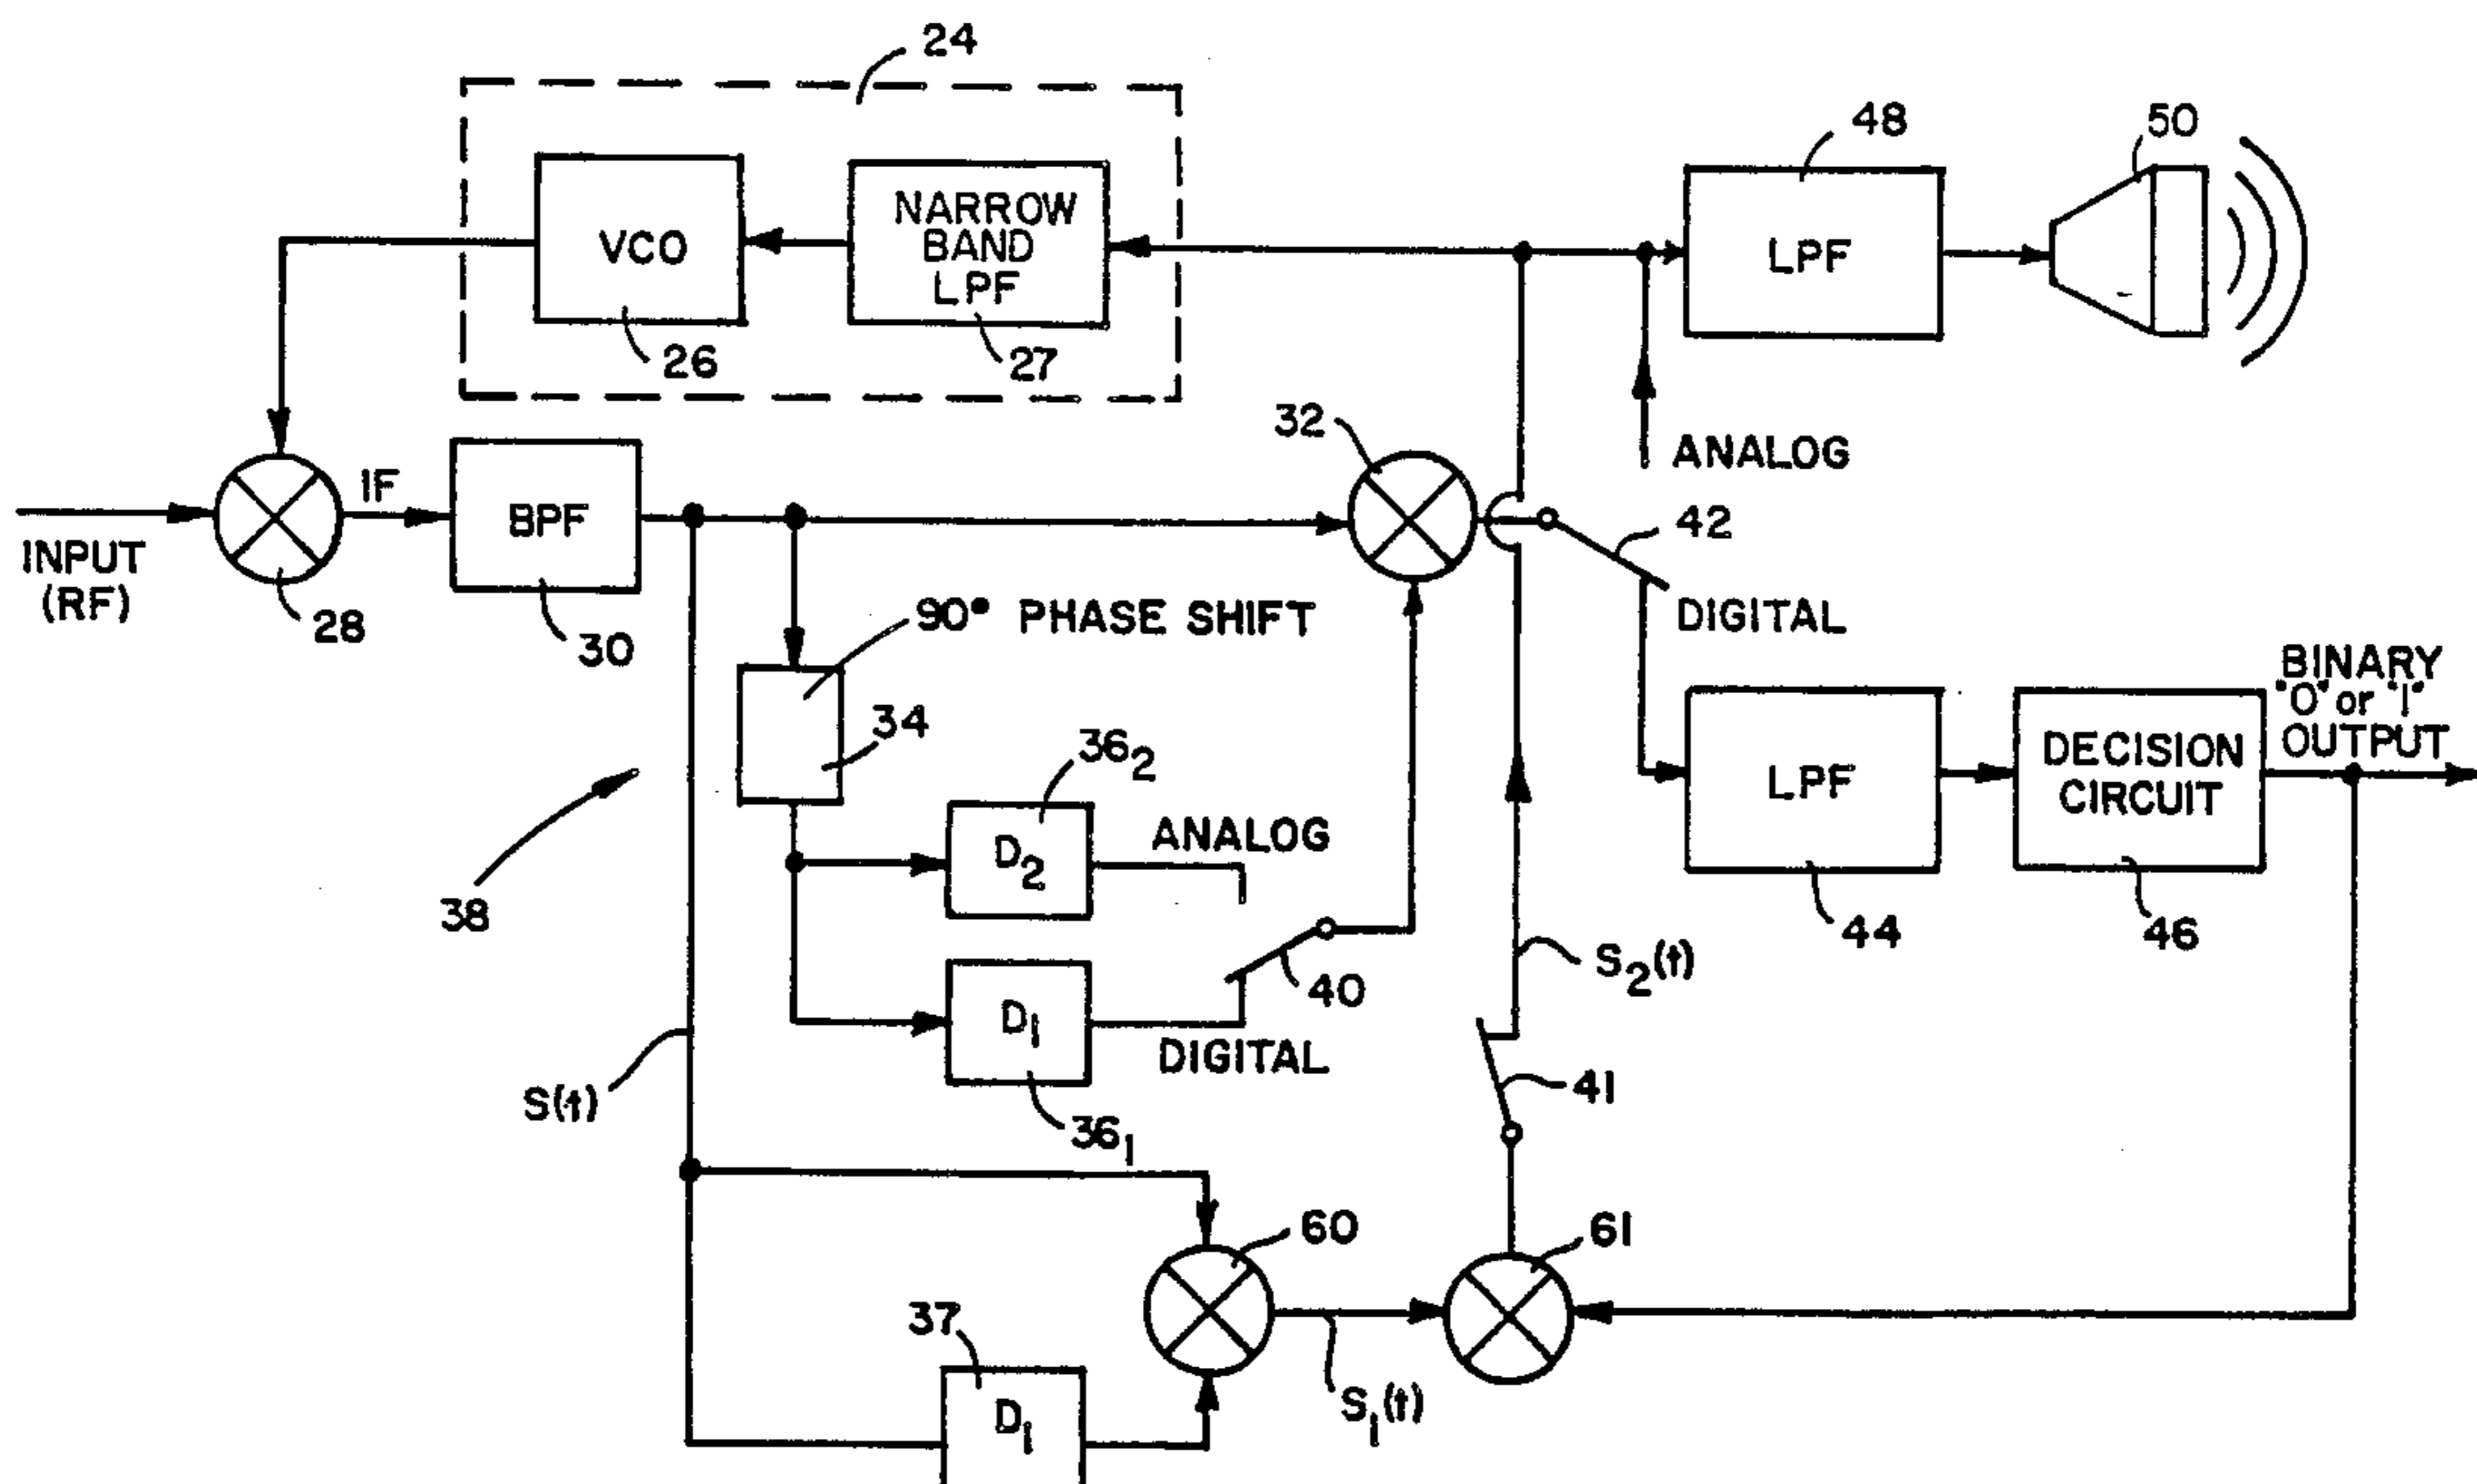 24
48
50
VCO
NARROW
BAND
LPF
LPF
26
27
32
ANALOG
IF
BPF
42
INPUT
(RF)
28
30
90° PHASE SHIFT
DIGITAL
34
BINARY
"0" or "1"
OUTPUT
36₂
LPF
DECISION
CIRCUIT
ANALOG
D₂
38
44
46
40
S₂(t)
D₁
DIGITAL
S(t)
36₁
41
60
61
37
D₁
S₁(t)